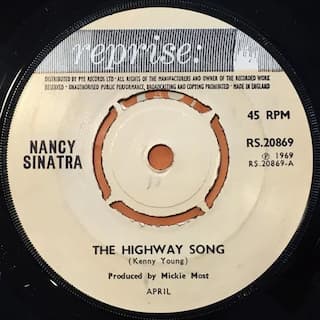 reprise:
DISTRIBUTED BY PYE RECORDS LTD · ALL RIGHTS OF THE MANUFACTURERS AND OWNER OF THE RECORDED WORK
RESERVED · UNAUTHORISED PUBLIC PERFORMANCE, BROADCASTING AND COPYING PROHIBITED · MADE IN ENGLAND
NANCY
SINATRA
45 RPM
RS.20869
Ⓟ 1969
RS.20869-A
THE HIGHWAY SONG
(Kenny Young)
Produced by Mickie Most
APRIL